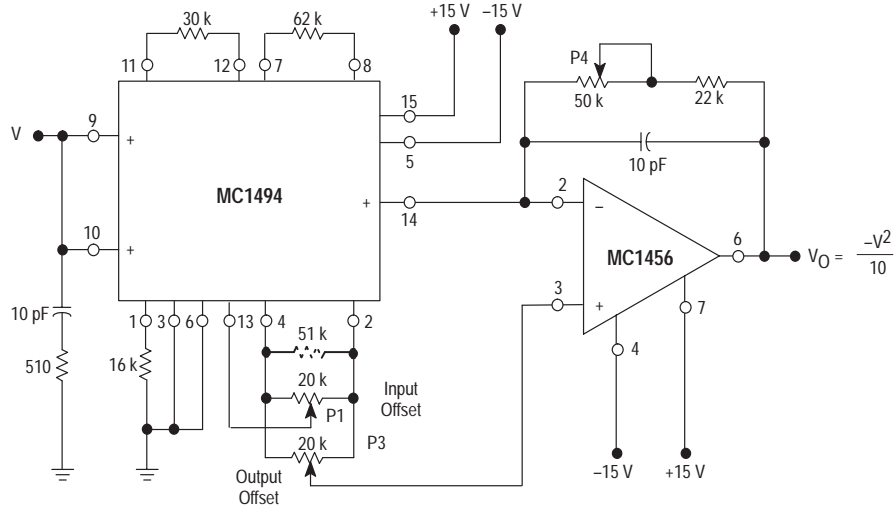 30 k
62 k
+15 V
−15 V
11
12
7
8
P4
50 k
22 k
15
V
9
+
5
10 pF
MC1494
+
14
2
−
10
+
MC1456
6
V_O = −V²/10
3
+
7
10 pF
1
3
6
13
4
2
4
510
16 k
51 k
20 k
Input
Offset
P1
20 k
P3
Output
Offset
−15 V
+15 V